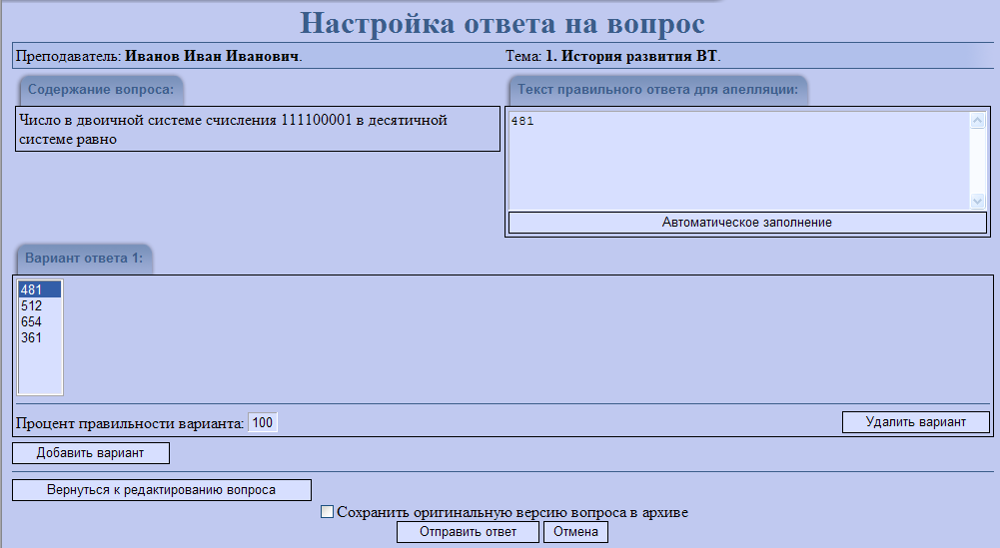 Настройка ответа на вопрос
Преподаватель: Иванов Иван Иванович.
Тема: 1. История развития ВТ.
Содержание вопроса:
Число в двоичной системе счисления 111100001 в десятичной
системе равно
Текст правильного ответа для апелляции:
481
Автоматическое заполнение
Вариант ответа 1:
481
512
654
361
Процент правильности варианта: 100
Удалить вариант
Добавить вариант
Вернуться к редактированию вопроса
Сохранить оригинальную версию вопроса в архиве
Отправить ответ
Отмена